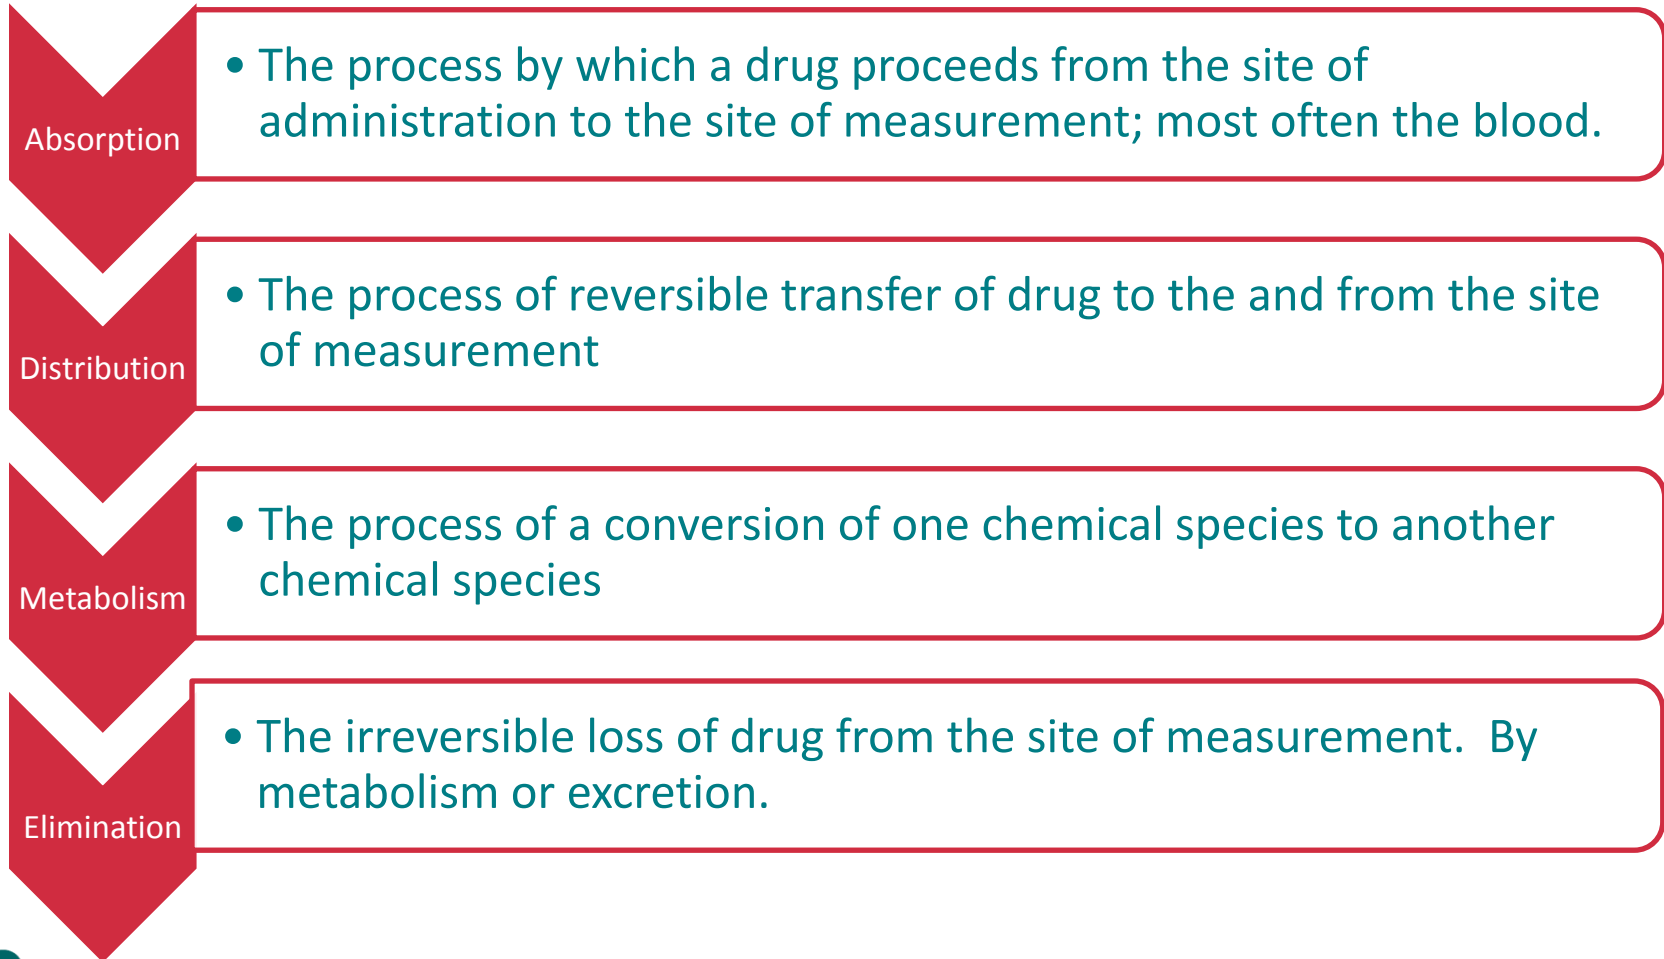 Absorption
• The process by which a drug proceeds from the site of
administration to the site of measurement; most often the blood.
Distribution
• The process of reversible transfer of drug to the and from the site
of measurement
Metabolism
• The process of a conversion of one chemical species to another
chemical species
Elimination
• The irreversible loss of drug from the site of measurement.  By
metabolism or excretion.